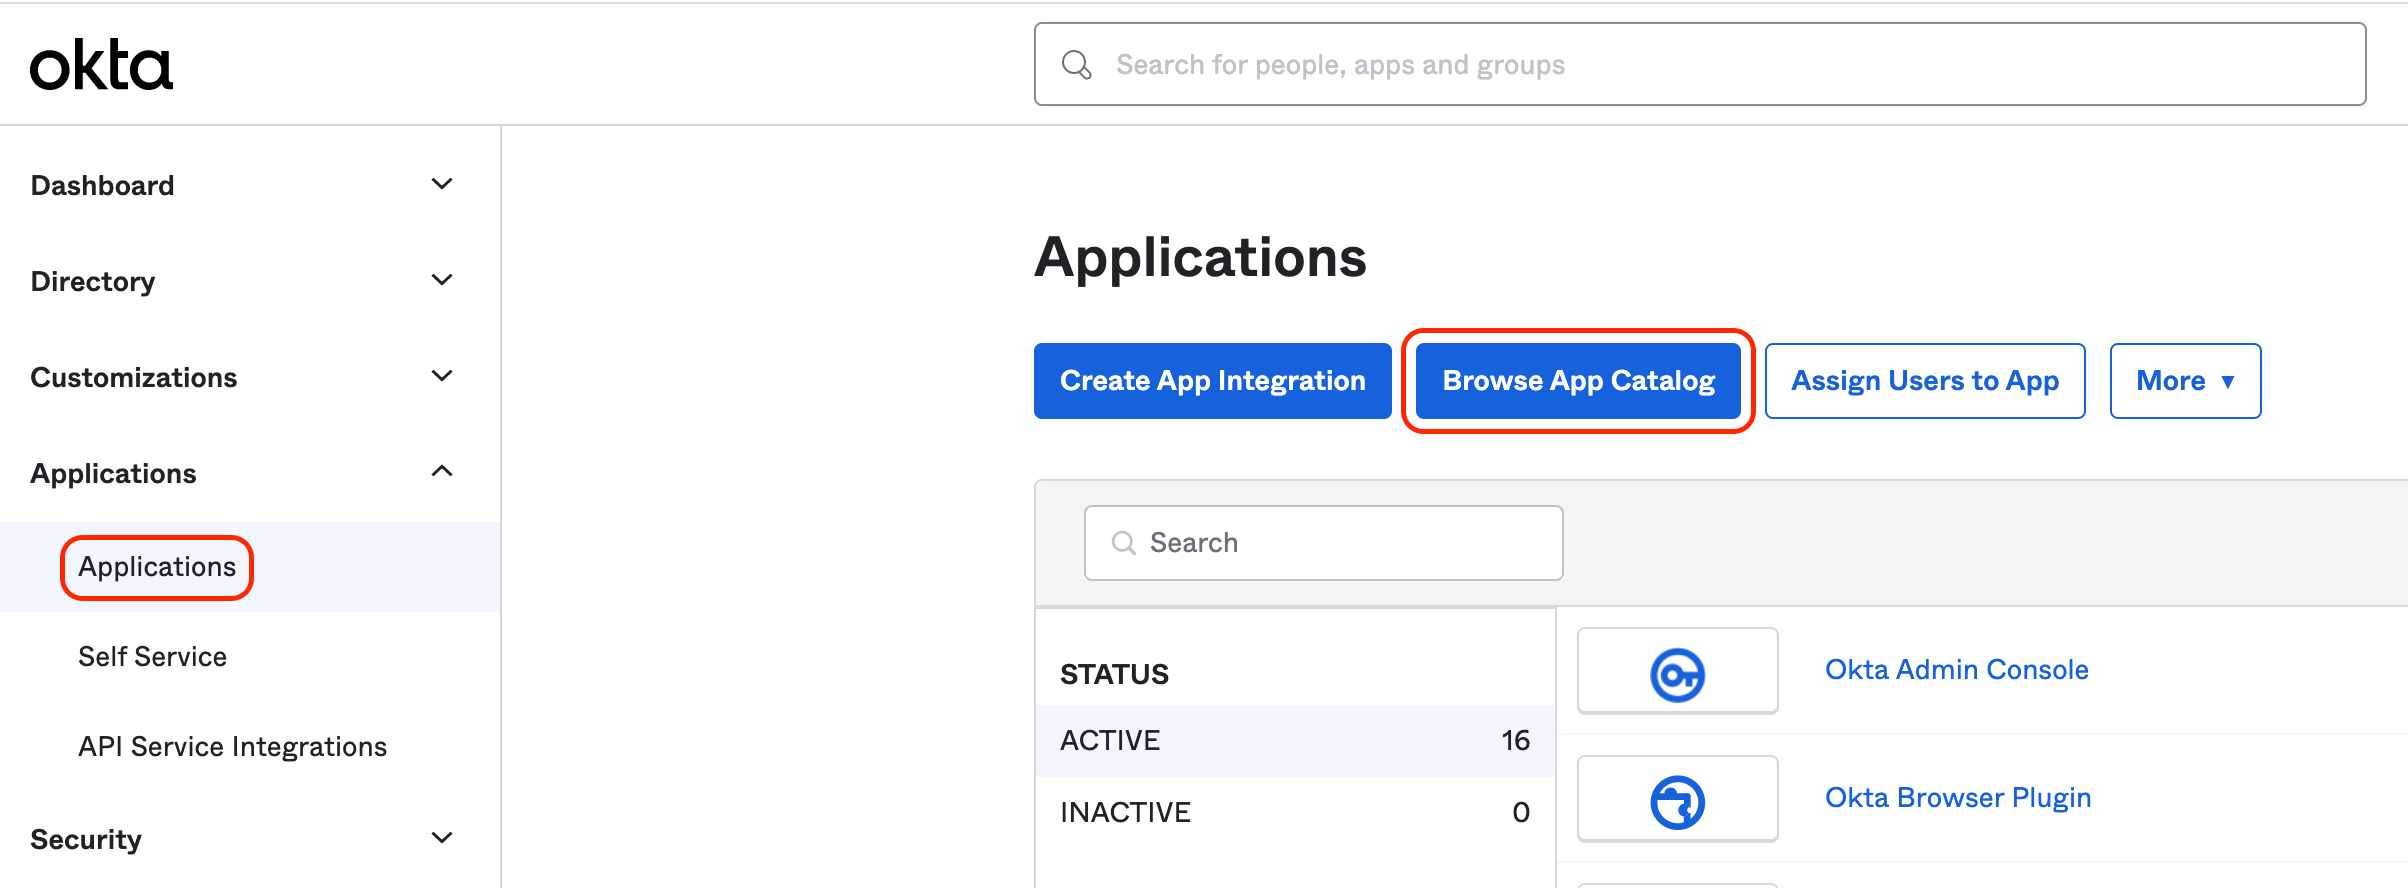 okta
Search for people, apps and groups
Dashboard
Directory
Customizations
Applications
Applications
Self Service
API Service Integrations
Security
Applications
Create App Integration
Browse App Catalog
Assign Users to App
More
Search
STATUS
ACTIVE 16
INACTIVE 0
Okta Admin Console
Okta Browser Plugin